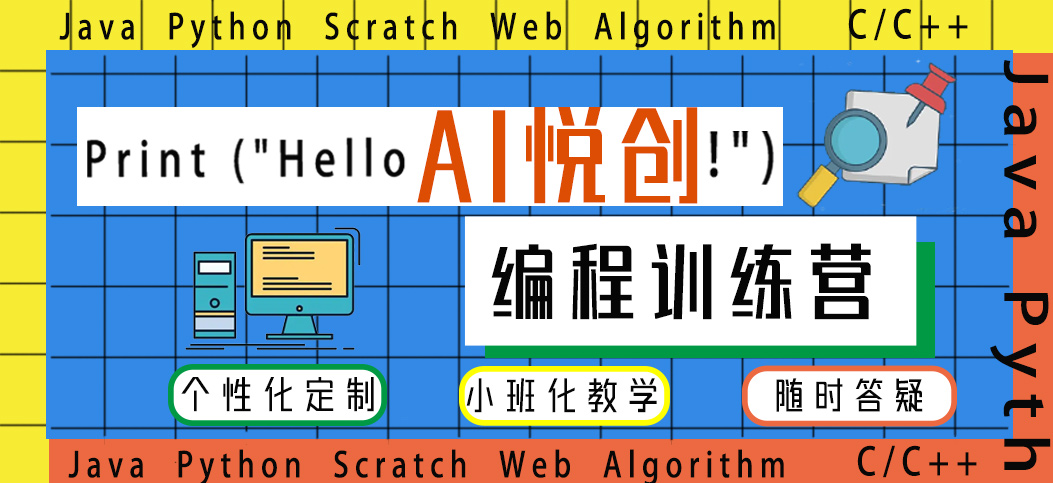 Java Python Scratch Web Algorithm C/C++
Print ("Hello AI悦创!")
编程训练营
个性化定制
小班化教学
随时答疑
Java Pyth
Java Python Scratch Web Algorithm C/C++